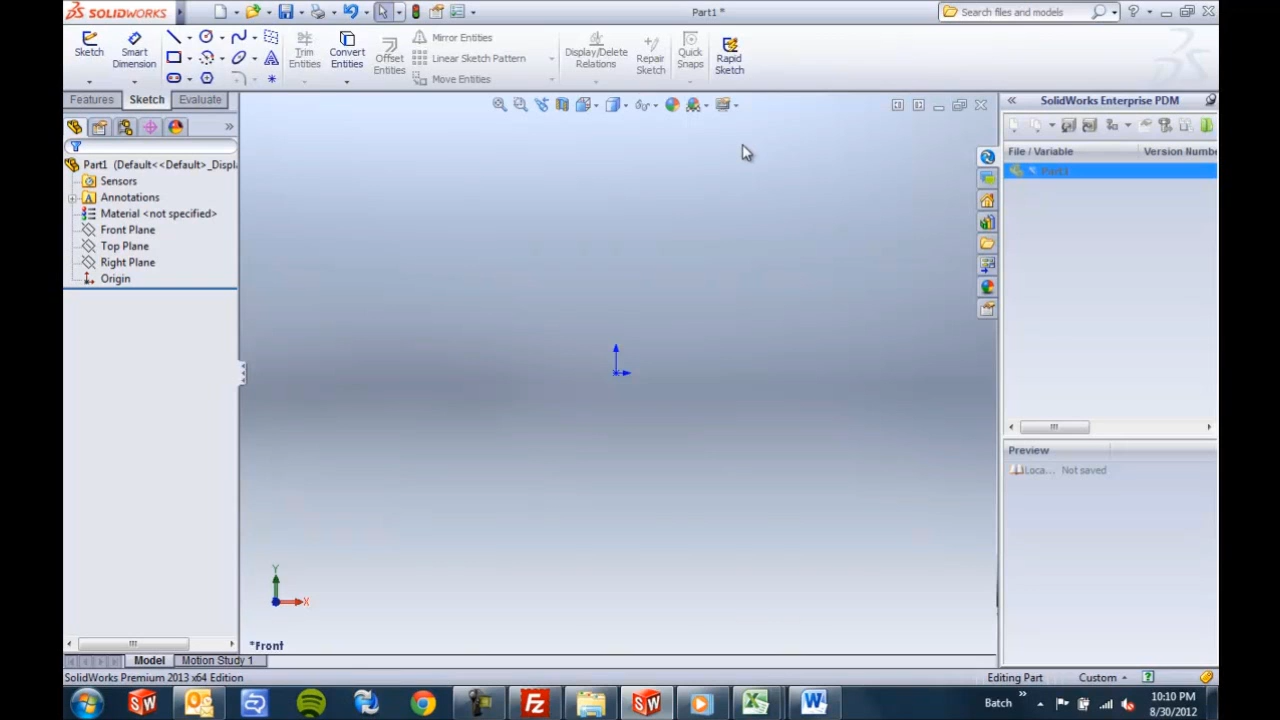 SOLIDWORKS
Part1 *
Search files and models
Sketch
Smart Dimension
Trim Entities
Convert Entities
Offset Entities
Mirror Entities
Linear Sketch Pattern
Move Entities
Display/Delete Relations
Repair Sketch
Quick Snaps
Rapid Sketch
Features
Sketch
Evaluate
Part1 (Default<<Default>_Displ
Sensors
Annotations
Material <not specified>
Front Plane
Top Plane
Right Plane
Origin
SolidWorks Enterprise PDM
File / Variable
Version Numbe
Part1
Preview
Loca... Not saved
Y
X
*Front
Model
Motion Study 1
SolidWorks Premium 2013 x64 Edition
Editing Part
Custom
Batch
10:10 PM
8/30/2012